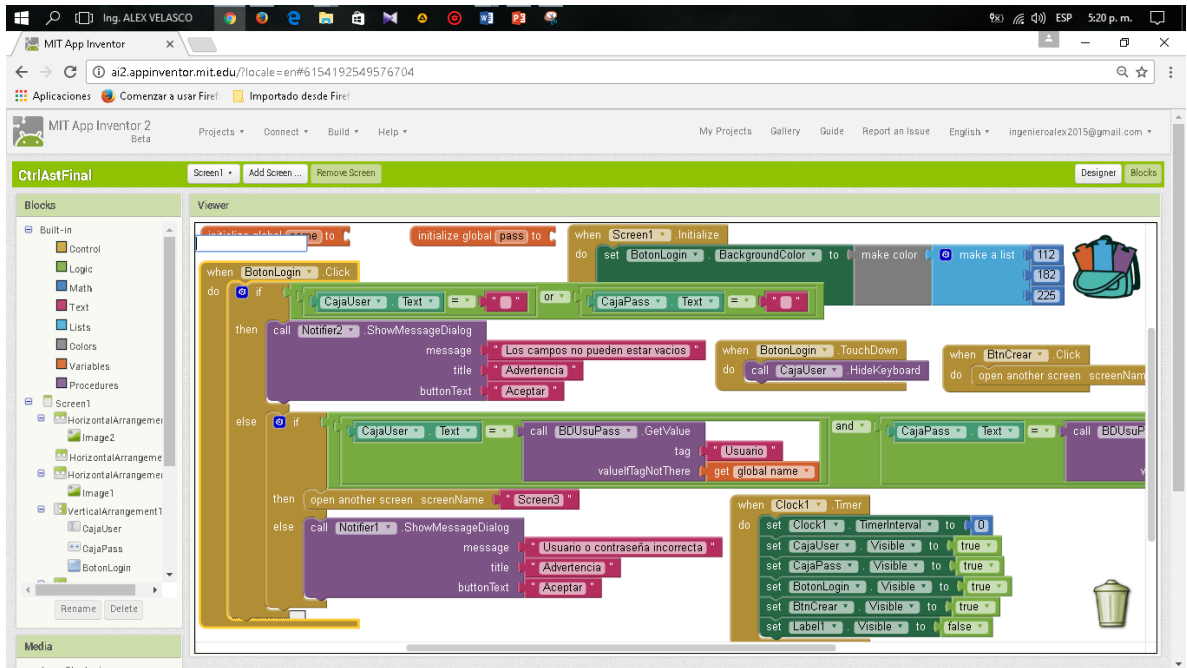 Ing. ALEX VELASCO
ESP 5:20 p. m.
MIT App Inventor
ai2.appinventor.mit.edu/?locale=en#6154192549576704
Aplicaciones Comenzar a usar Firef Importado desde Firef
MIT App Inventor 2
Beta
Projects Connect Build Help My Projects Gallery Guide Report an Issue English ingenieroalex2015@gmail.com
CtrlAstFinal Screen1 Add Screen ... Remove Screen Designer Blocks
Blocks
Viewer
Built-in
Control
Logic
Math
Text
Lists
Colors
Variables
Procedures
Screen1
HorizontalArrangemei
Image2
HorizontalArrangeme
HorizontalArrangemei
Image1
VerticalArrangement1
CajaUser
CajaPass
BotonLogin
Rename Delete
Media
initialize global name to
initialize global pass to
when Screen1 .Initialize
do set BotonLogin . BackgroundColor to make color make a list 112
182
225
when BotonLogin .Click
do if CajaUser . Text = " " or CajaPass . Text = " "
then call Notifier2 .ShowMessageDialog
message " Los campos no pueden estar vacios "
title " Advertencia "
buttonText " Aceptar "
when BotonLogin .TouchDown
do call CajaUser .HideKeyboard
when BtnCrear .Click
do open another screen screenNam
else if CajaUser . Text = call BDUsuPass .GetValue and CajaPass . Text = call BDUsuP
tag " Usuario "
valueIfTagNotThere get global name v
then open another screen screenName " Screen3 "
else call Notifier1 .ShowMessageDialog
message " Usuario o contraseña incorrecta "
title " Advertencia "
buttonText " Aceptar "
when Clock1 .Timer
do set Clock1 . TimerInterval to 0
set CajaUser . Visible to true
set CajaPass . Visible to true
set BotonLogin . Visible to true
set BtnCrear . Visible to true
set Label1 . Visible to false